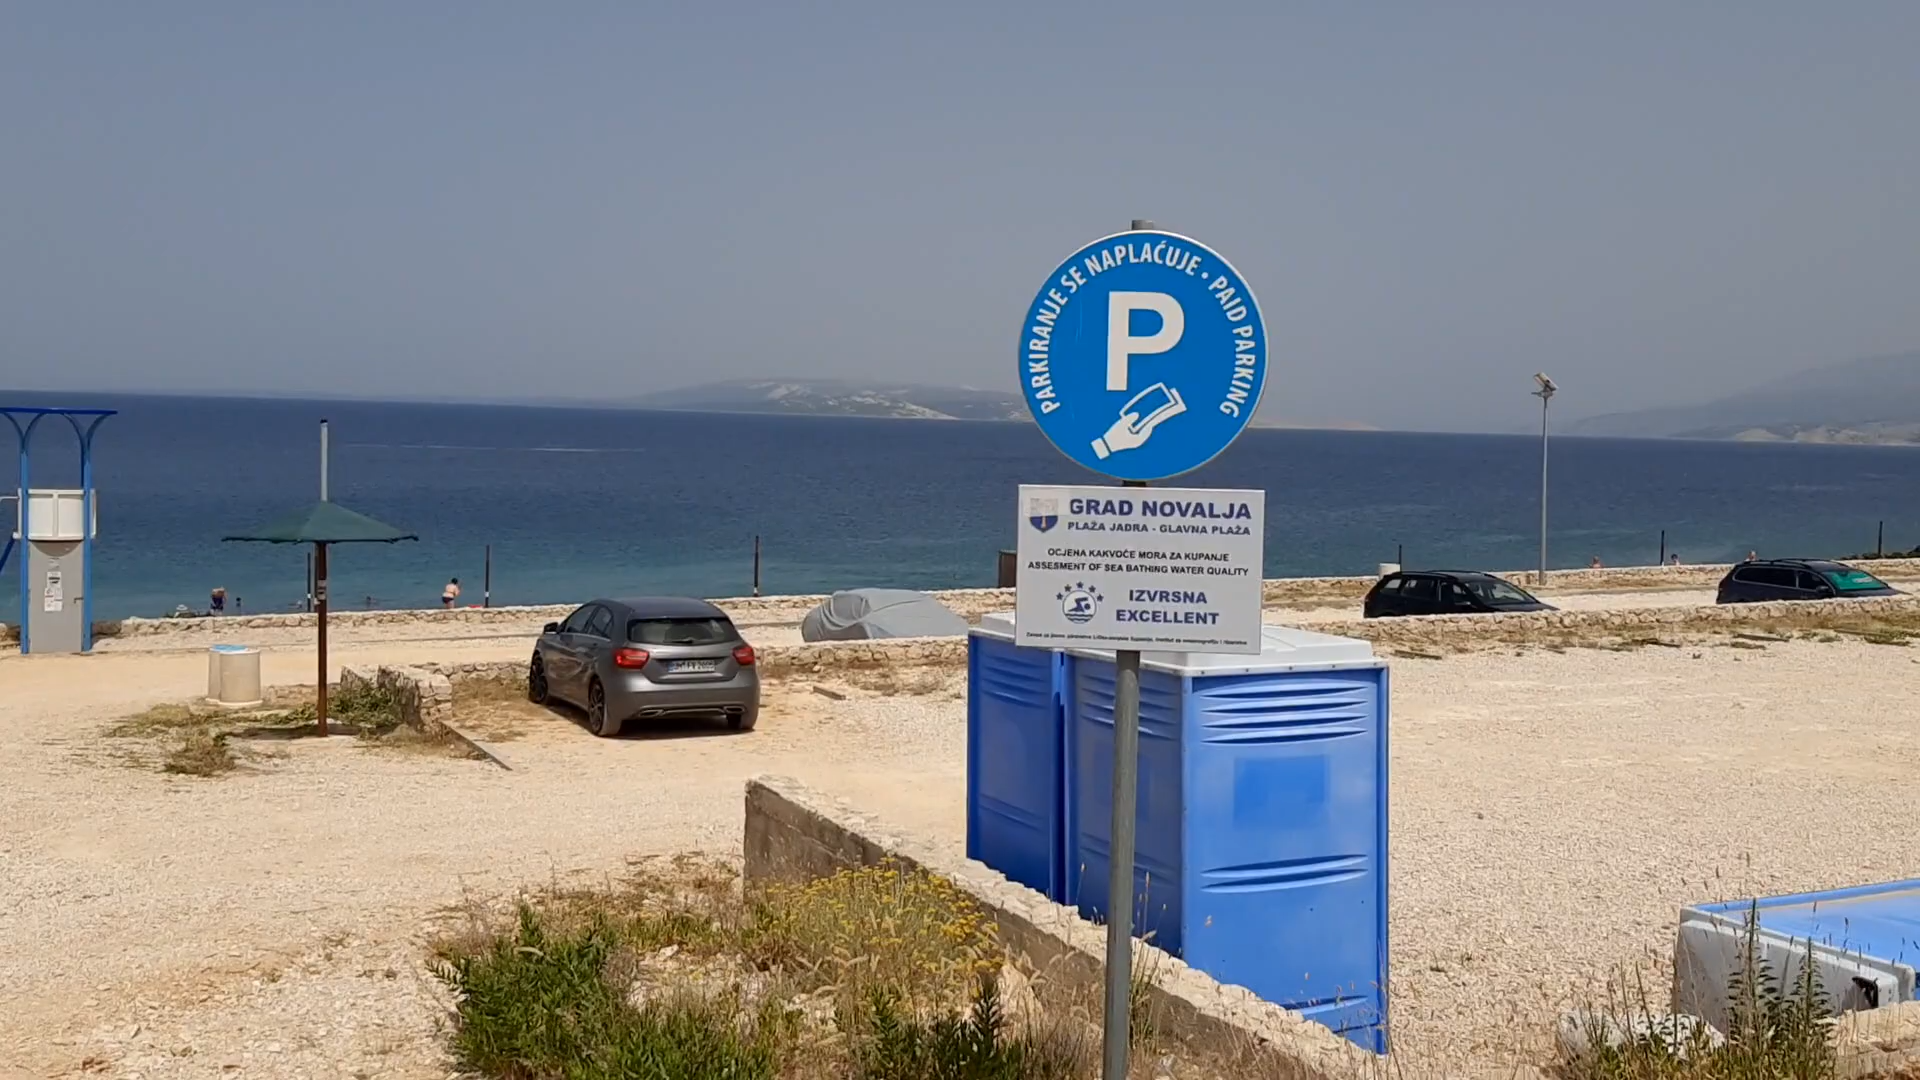 PARKIRANJE SE NAPLAĆUJE • PAID PARKING
P
GRAD NOVALJA
PLAŽA JADRA - GLAVNA PLAŽA
OCJENA KAKVOĆE MORA ZA KUPANJE
ASSESMENT OF SEA BATHING WATER QUALITY
IZVRSNA
EXCELLENT